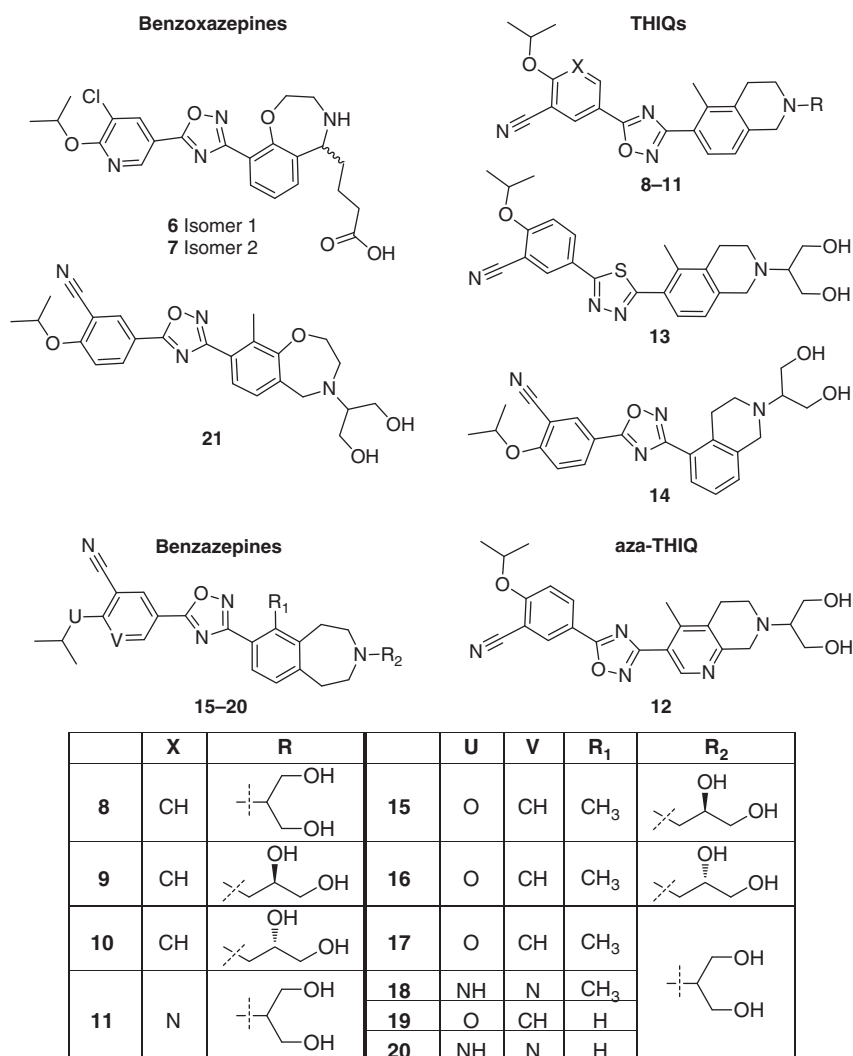 Benzoxazepines
Cl
N
O
O
N
N
O
NH
O
OH
6 Isomer 1
7 Isomer 2
N
O
O
N
N
O
N
OH
OH
21
THIQs
O
X
N
N
O
N
N
R
8–11
O
N
S
N
N
N
OH
OH
13
N
O
O
N
N
N
OH
OH
14
Benzazepines
N
U
V
O
N
N
R1
N
R2
15–20
aza-THIQ
O
N
N
O
N
N
N
OH
OH
12
X R U V R1 R2
8 CH OH OH 15 O CH CH3 OH OH
9 CH OH OH 16 O CH CH3 OH OH
10 CH OH OH 17 O CH CH3 OH OH
11 N OH OH 18 NH N CH3
19 O CH H
20 NH N H